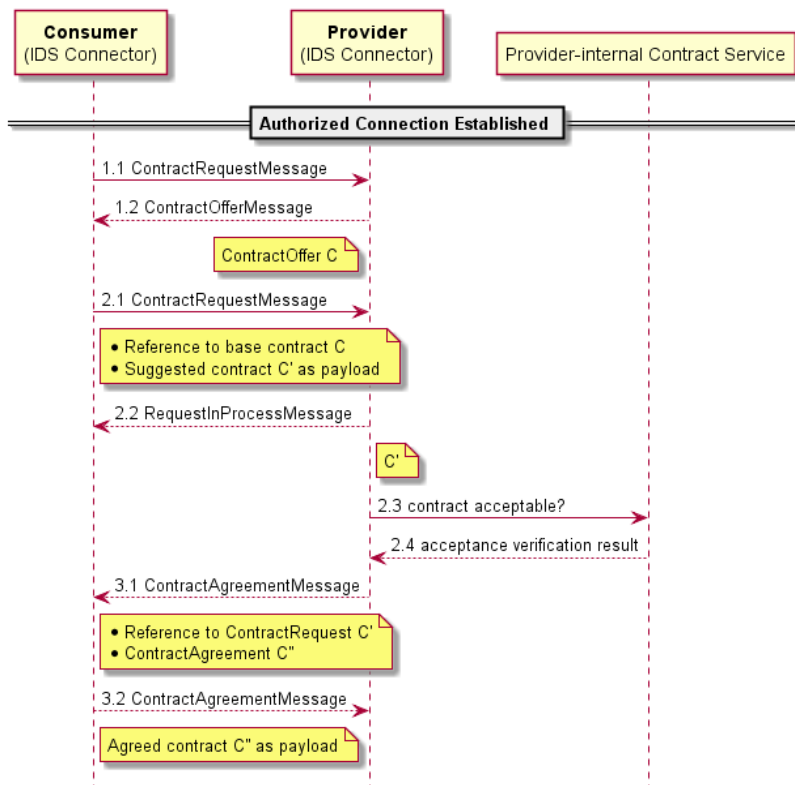 Consumer
(IDS Connector)
Provider
(IDS Connector)
Provider-internal Contract Service
Authorized Connection Established
1.1 ContractRequestMessage
1.2 ContractOfferMessage
ContractOffer C
2.1 ContractRequestMessage
• Reference to base contract C
• Suggested contract C' as payload
2.2 RequestInProcessMessage
C'
2.3 contract acceptable?
2.4 acceptance verification result
3.1 ContractAgreementMessage
• Reference to ContractRequest C'
• ContractAgreement C"
3.2 ContractAgreementMessage
Agreed contract C" as payload